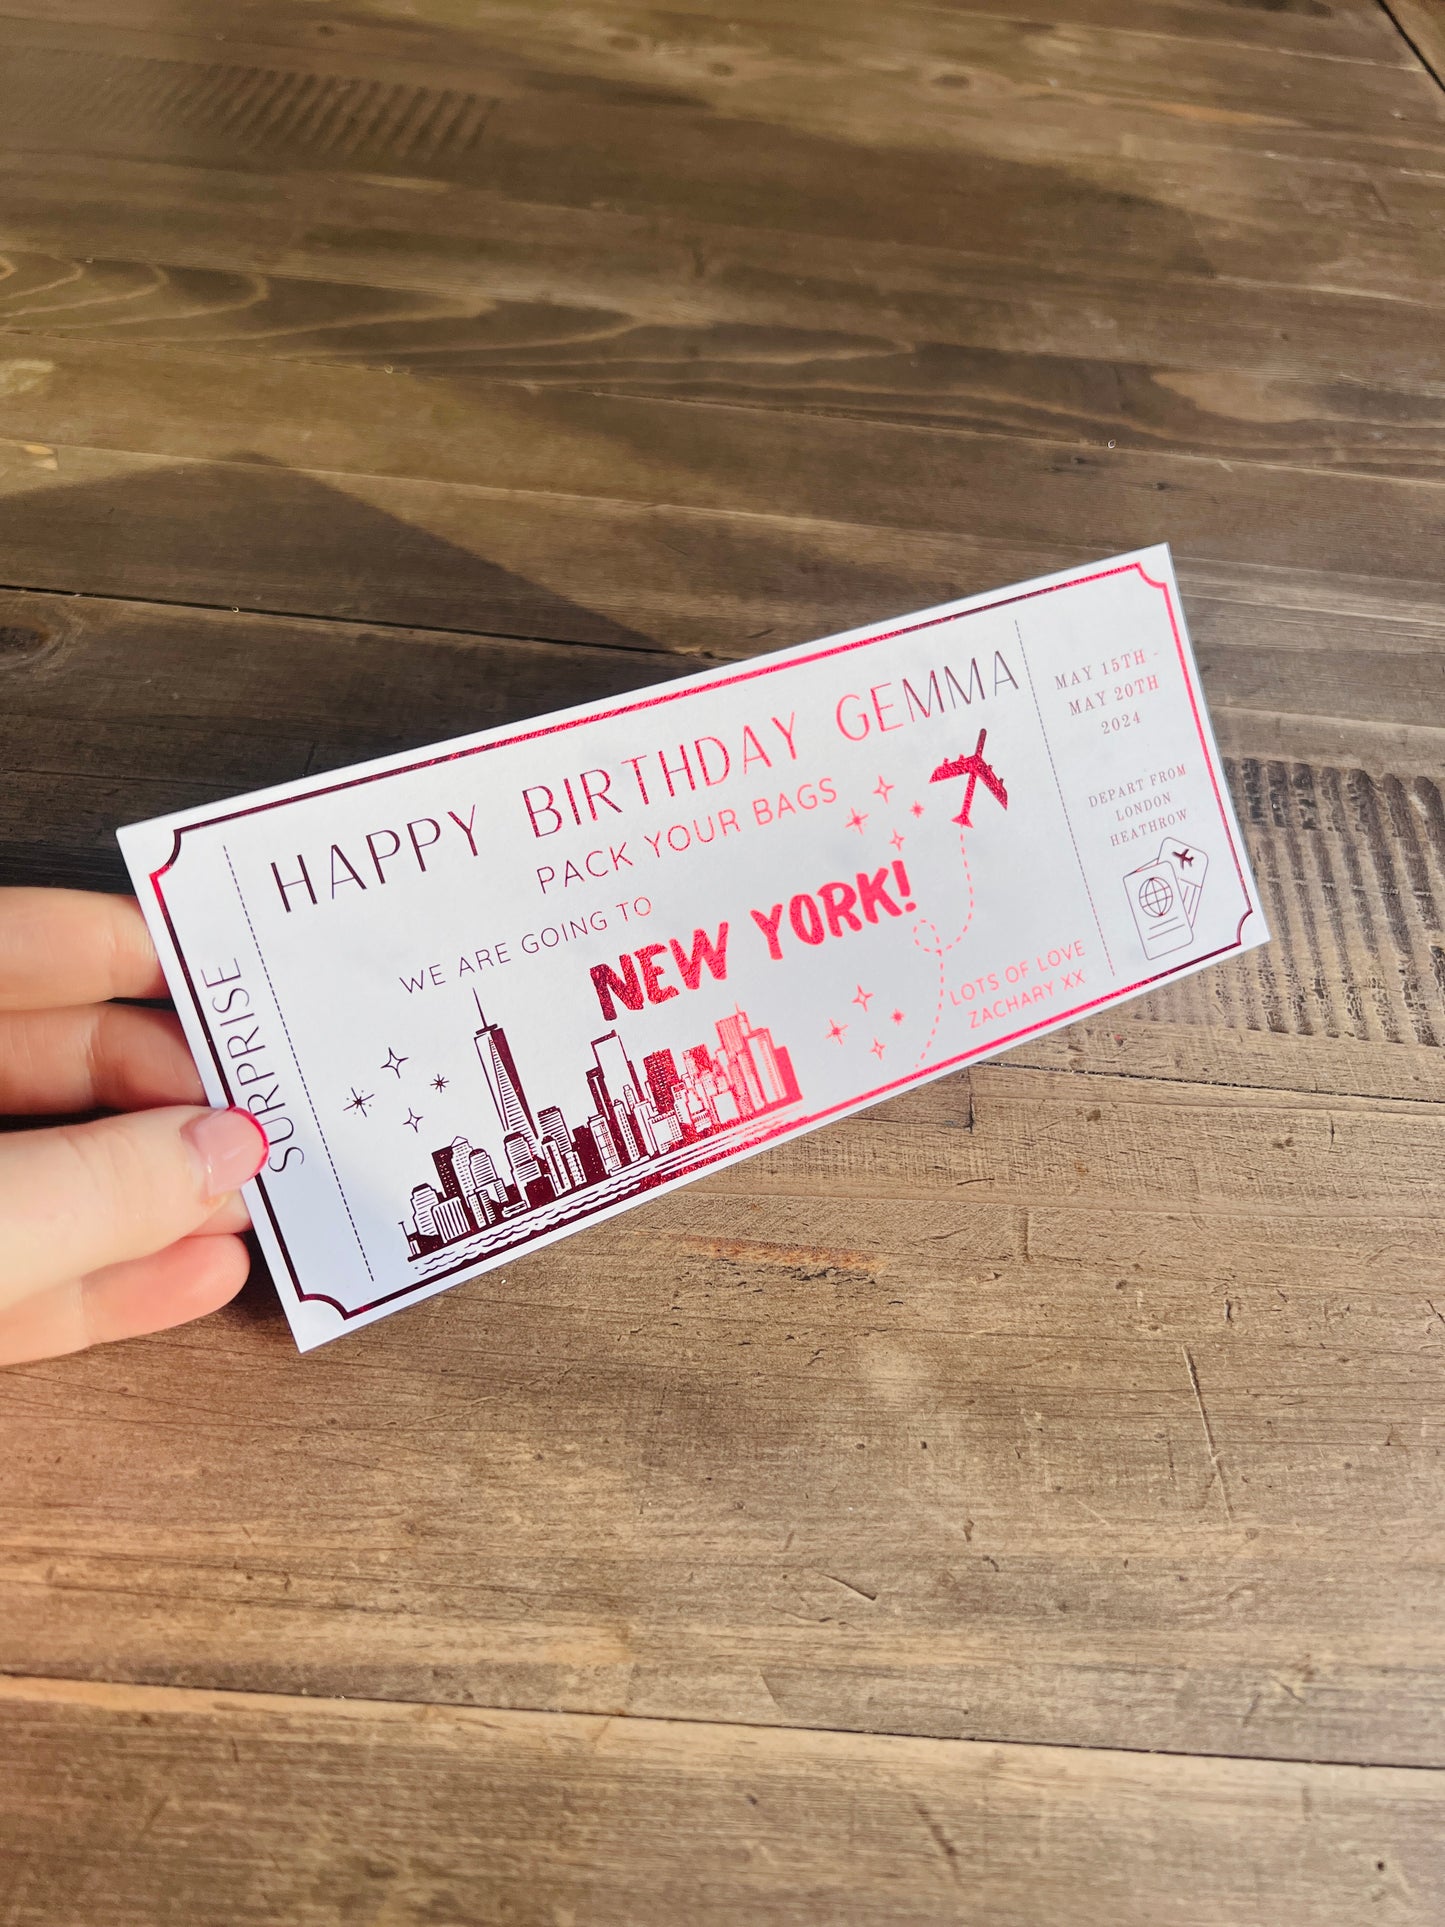 SURPRISE
HAPPY BIRTHDAY GEMMA
PACK YOUR BAGS
WE ARE GOING TO
NEW YORK!
LOTS OF LOVE
ZACHARY XX
MAY 15TH -
MAY 20TH
2024
DEPART FROM
LONDON
HEATHROW